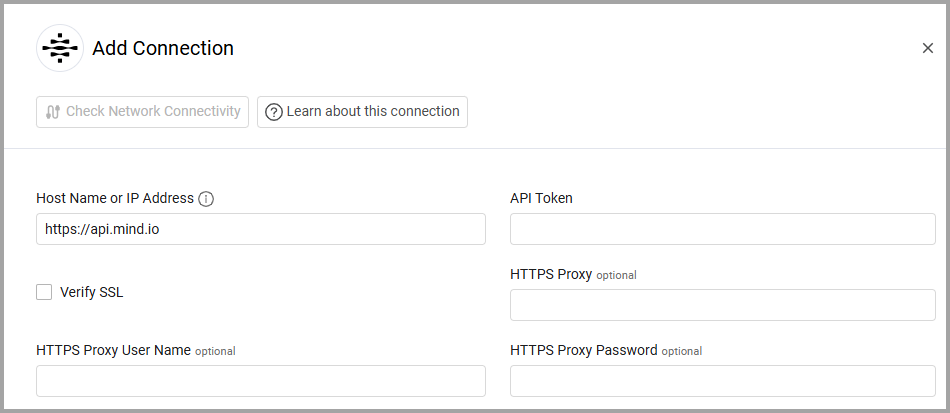 Add Connection
Check Network Connectivity
Learn about this connection
Host Name or IP Address
API Token
https://api.mind.io
HTTPS Proxy optional
Verify SSL
HTTPS Proxy User Name optional
HTTPS Proxy Password optional